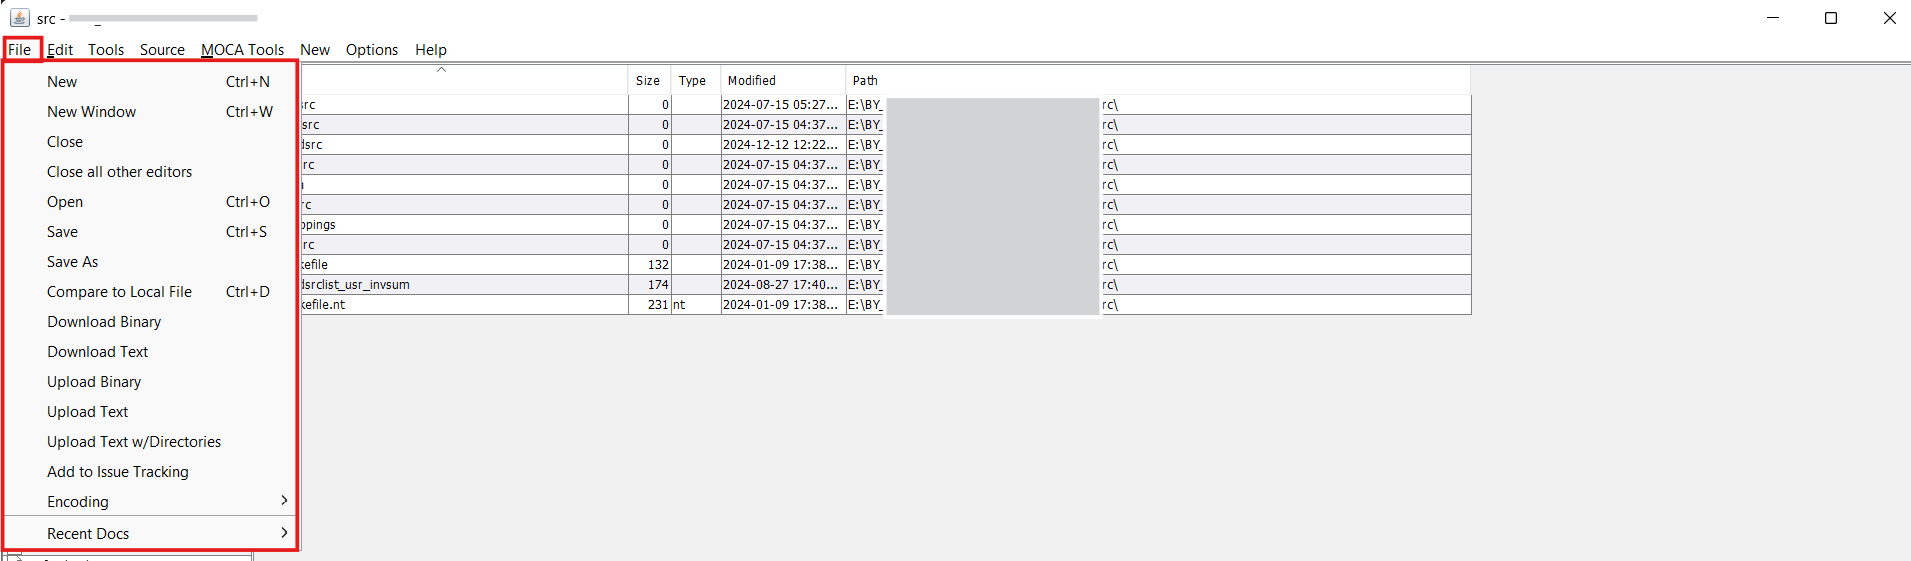 src -
File Edit Tools Source MOCA Tools New Options Help
New Ctrl+N
New Window Ctrl+W
Close
Close all other editors
Open Ctrl+O
Save Ctrl+S
Save As
Compare to Local File Ctrl+D
Download Binary
Download Text
Upload Binary
Upload Text
Upload Text w/Directories
Add to Issue Tracking
Encoding
Recent Docs
Size Type Modified Path
src 0 2024-07-15 05:27... E:\BY_ rc\
src 0 2024-07-15 04:37... E:\BY_ rc\
dsrc 0 2024-12-12 12:22... E:\BY_ rc\
rc 0 2024-07-15 04:37... E:\BY_ rc\
a 0 2024-07-15 04:37... E:\BY_ rc\
rc 0 2024-07-15 04:37... E:\BY_ rc\
ppings 0 2024-07-15 04:37... E:\BY_ rc\
rc 0 2024-07-15 04:37... E:\BY_ rc\
kefile 132 2024-01-09 17:38... E:\BY_ rc\
dsrclist_usr_invsum 174 2024-08-27 17:40... E:\BY_ rc\
kefile.nt 231 nt 2024-01-09 17:38... E:\BY_ rc\